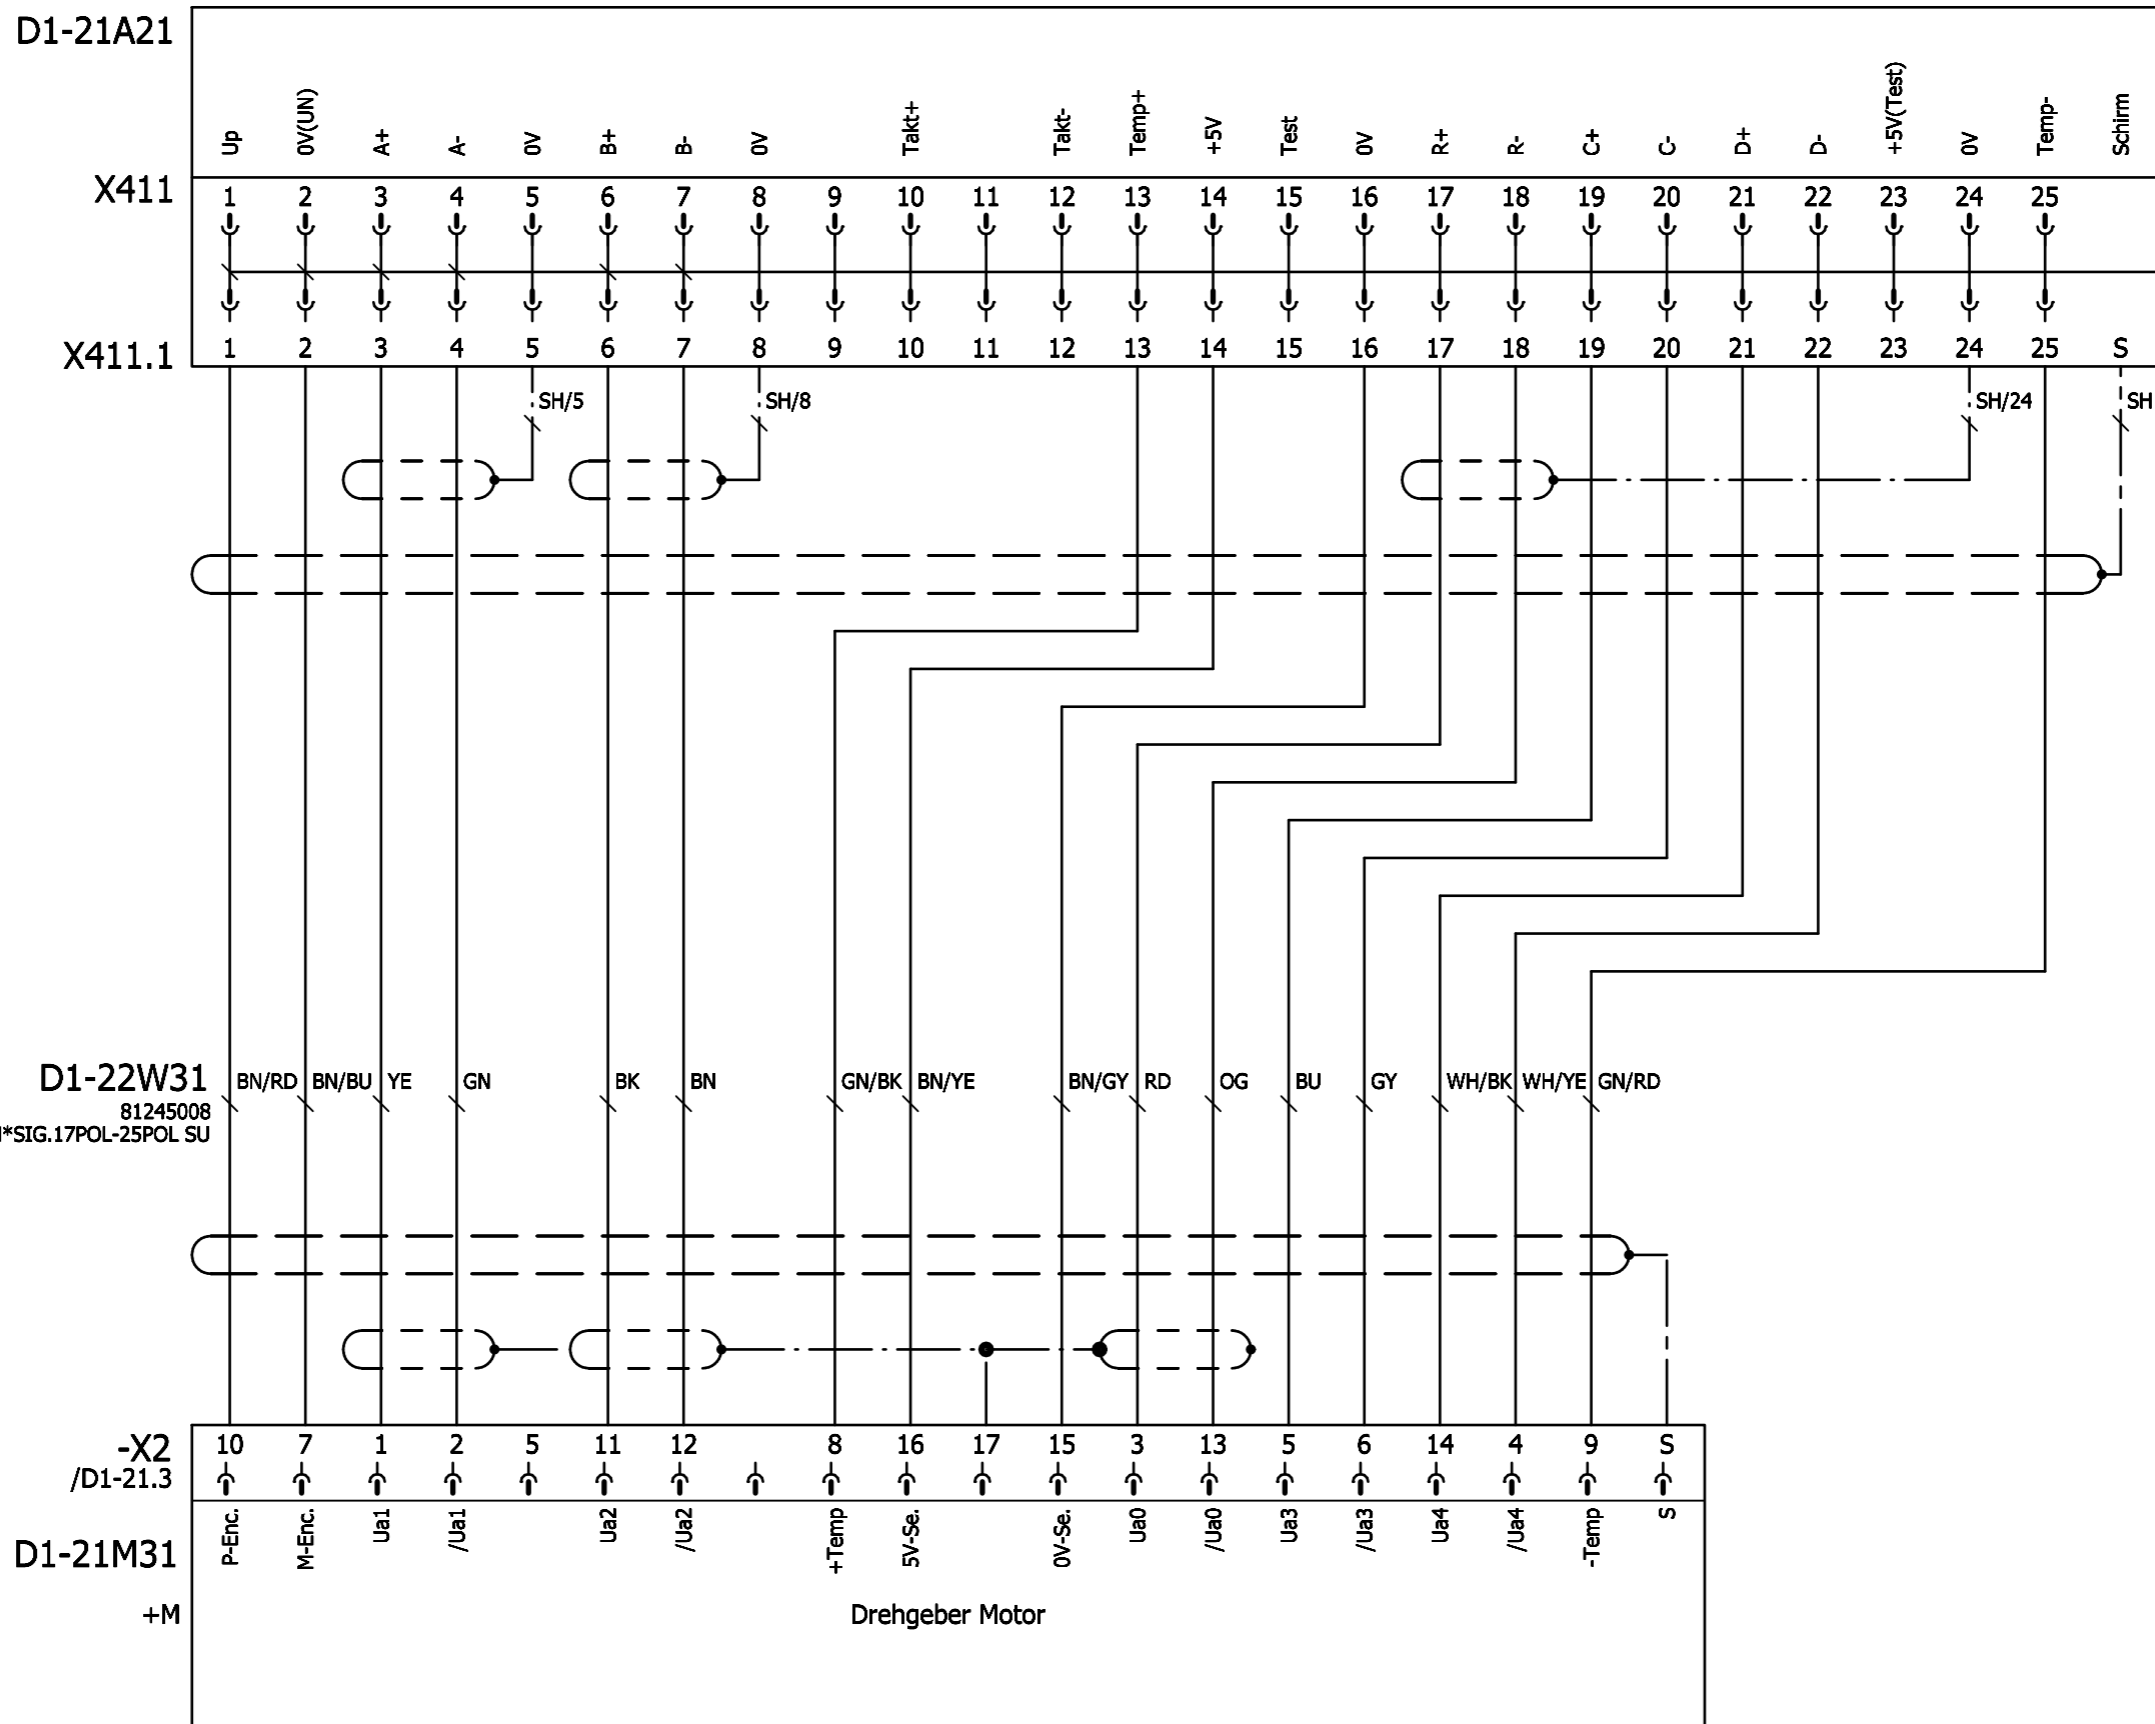 D1-21A21
Up 0V(UN) A+ A- 0V B+ B- 0V Takt+ Takt- Temp+ +5V Test 0V R+ R- C+ C- D+ D- +5V(Test) 0V Temp- Schirm
X411 1 2 3 4 5 6 7 8 9 10 11 12 13 14 15 16 17 18 19 20 21 22 23 24 25
X411.1 1 2 3 4 5 6 7 8 9 10 11 12 13 14 15 16 17 18 19 20 21 22 23 24 25 S
SH/5 SH/8 SH/24 SH
D1-22W31 BN/RD BN/BU YE GN BK BN GN/BK BN/YE BN/GY RD OG BU GY WH/BK WH/YE GN/RD
81245008
*SIG.17POL-25POL SU
-X2 10 7 1 2 5 11 12 8 16 17 15 3 13 5 6 14 4 9 S
/D1-21.3
P-Enc. M-Enc. Ua1 /Ua1 Ua2 /Ua2 +Temp 5V-Se. 0V-Se. Ua0 /Ua0 Ua3 /Ua3 Ua4 /Ua4 -Temp S
D1-21M31
+M Drehgeber Motor